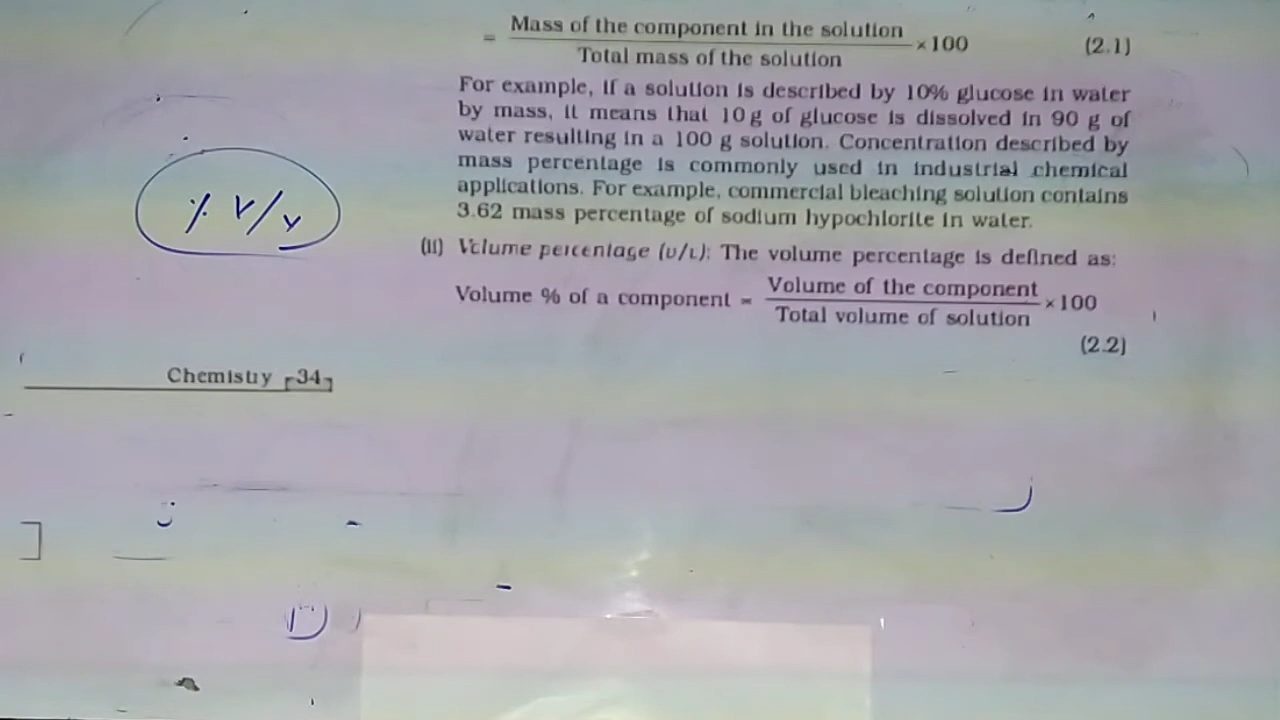 = Mass of the component in the solution / Total mass of the solution ×100 (2.1)
For example, if a solution is described by 10% glucose in water
by mass, it means that 10 g of glucose is dissolved in 90 g of
water resulting in a 100 g solution. Concentration described by
mass percentage is commonly used in industrial chemical
applications. For example, commercial bleaching solution contains
3.62 mass percentage of sodium hypochlorite in water.
% V/V
(ii) Volume percentage (v/v): The volume percentage is defined as:
Volume % of a component = Volume of the component / Total volume of solution ×100
(2.2)
Chemistry 34